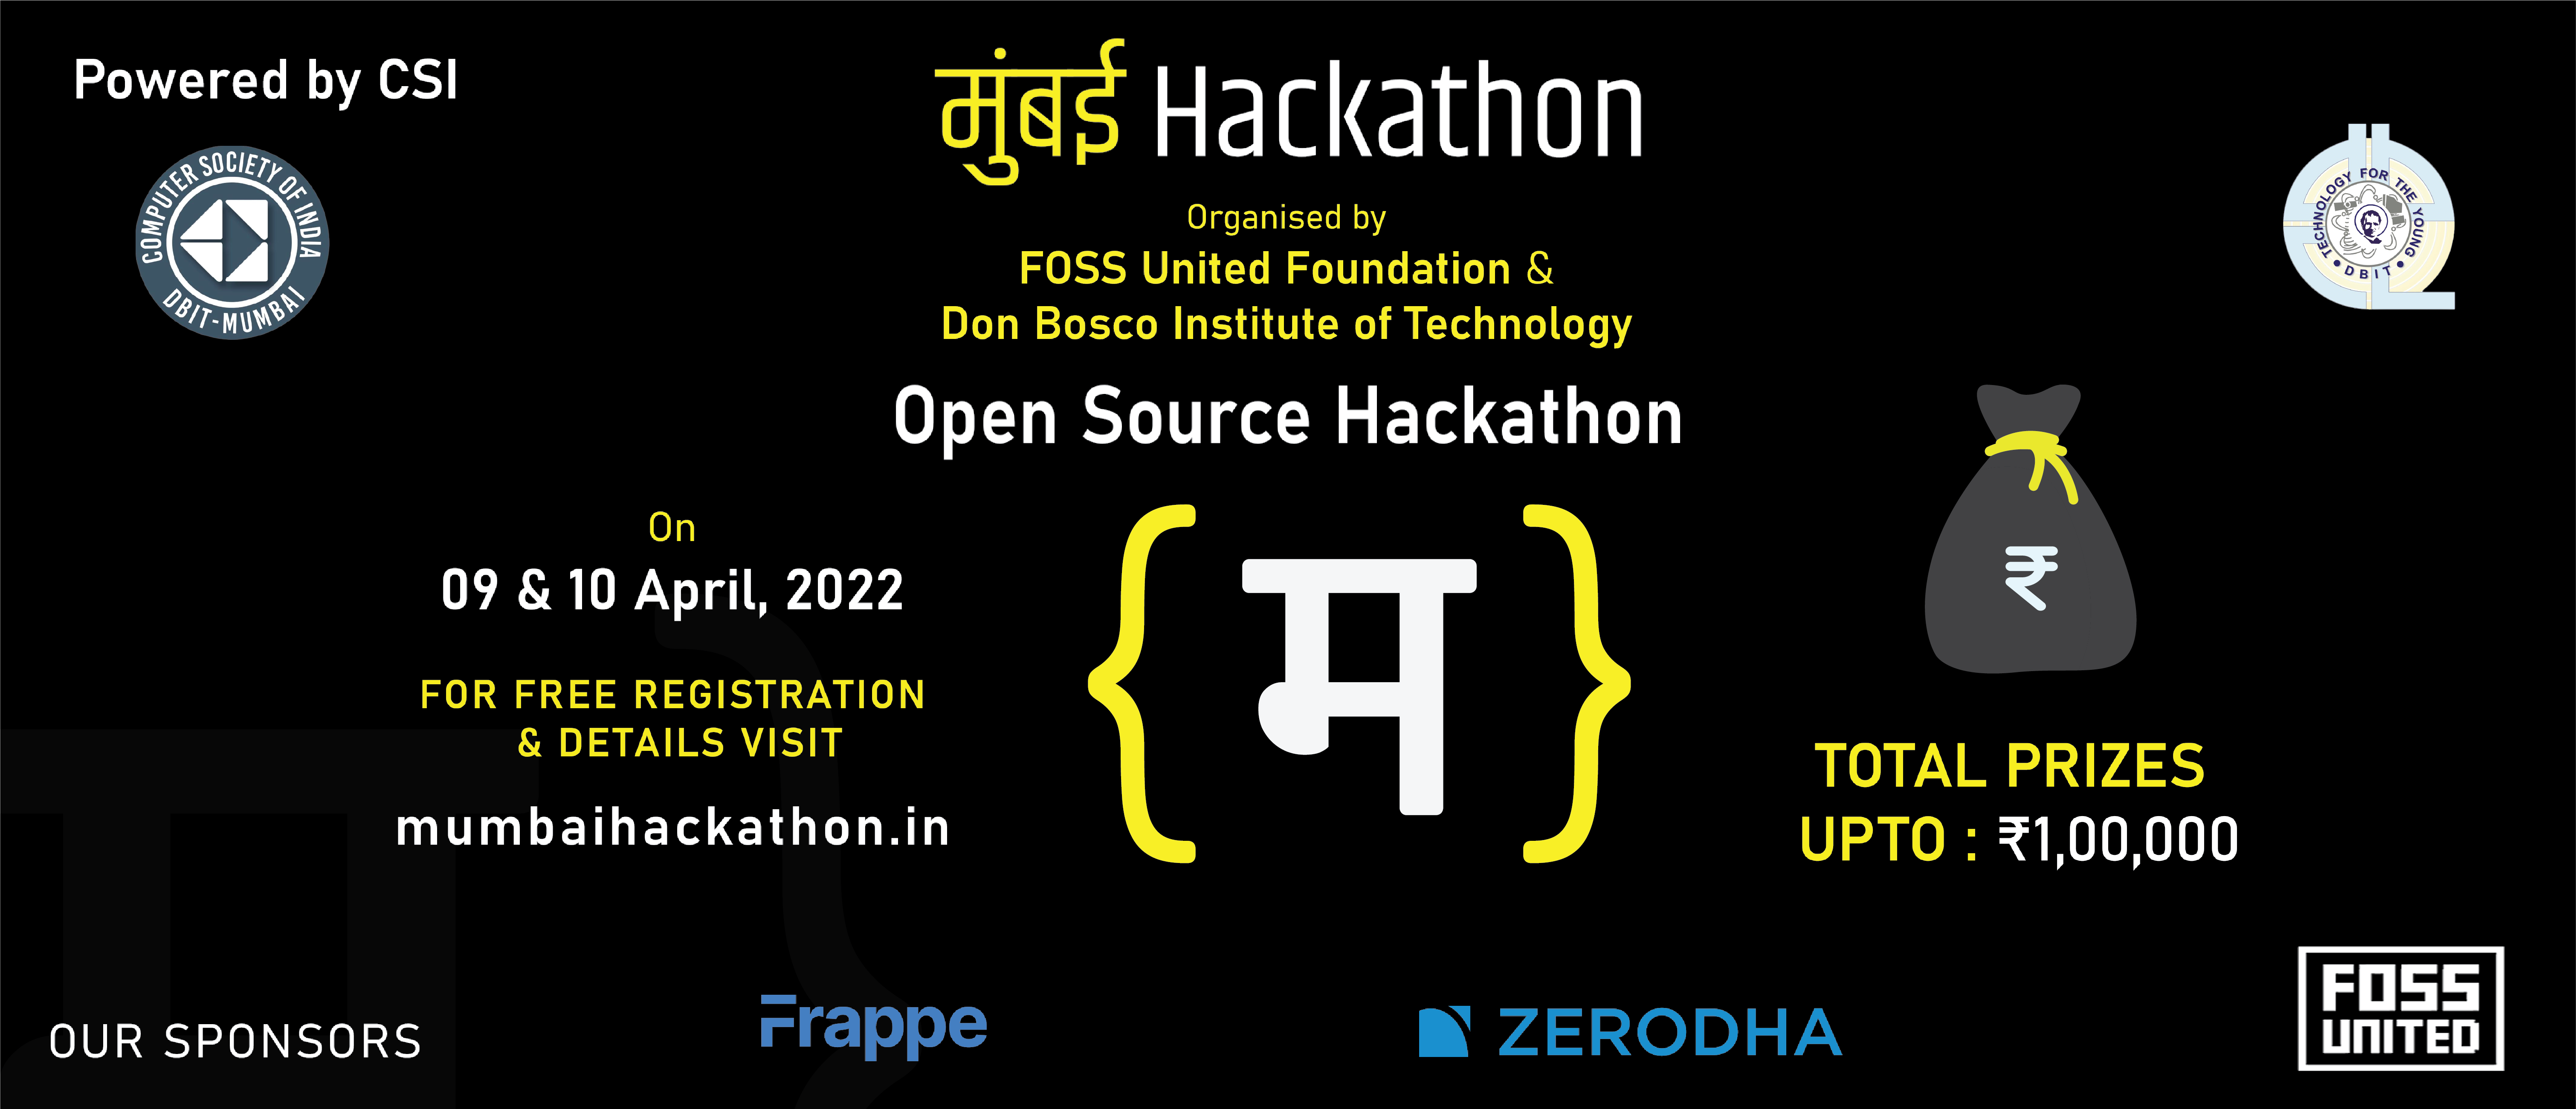 Powered by CSI
COMPUTER SOCIETY OF INDIA
DBIT-MUMBAI
मुंबई Hackathon
Organised by
FOSS United Foundation &
Don Bosco Institute of Technology
Open Source Hackathon
TECHNOLOGY FOR THE YOUNG
• DBIT •
On
09 & 10 April, 2022
FOR FREE REGISTRATION
& DETAILS VISIT
mumbaihackathon.in
{ म }
₹
TOTAL PRIZES
UPTO : ₹1,00,000
OUR SPONSORS
Frappe
ZERODHA
FOSS
UNITED